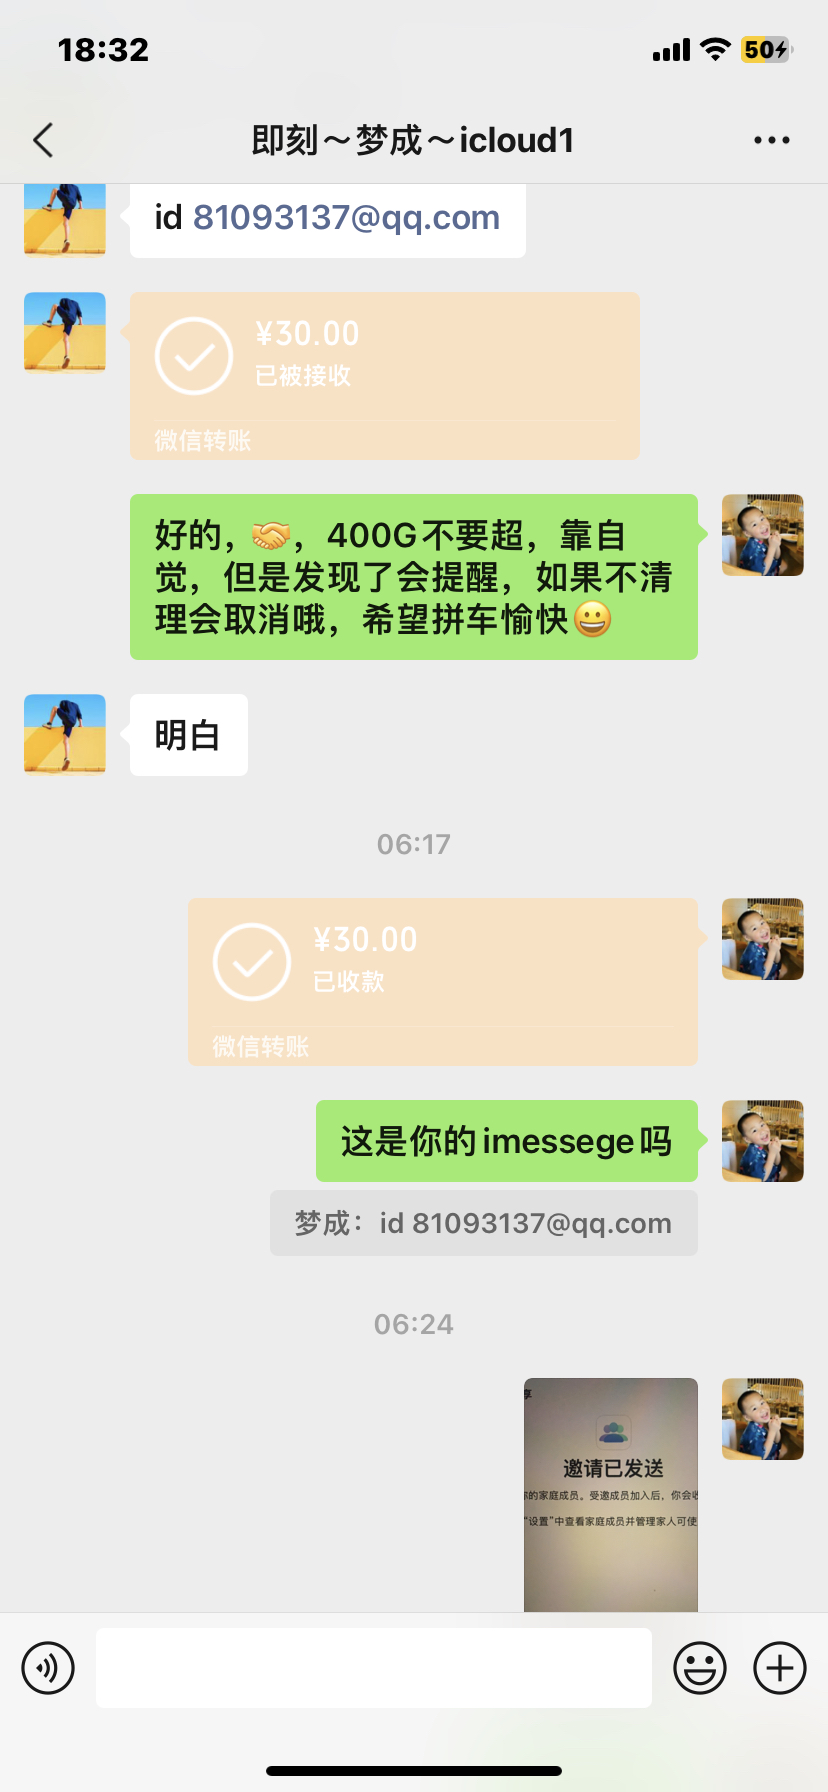 18:32
50
即刻～梦成～icloud1
id 81093137@qq.com
¥30.00
已被接收
微信转账
好的，🤝，400G不要超，靠自
觉，但是发现了会提醒，如果不清
理会取消哦，希望拼车愉快😀
明白
06:17
¥30.00
已收款
微信转账
这是你的imessege吗
梦成：id 81093137@qq.com
06:24
享
邀请已发送
你的家庭成员。受邀成员加入后，你会收
“设置”中查看家庭成员并管理家人可使